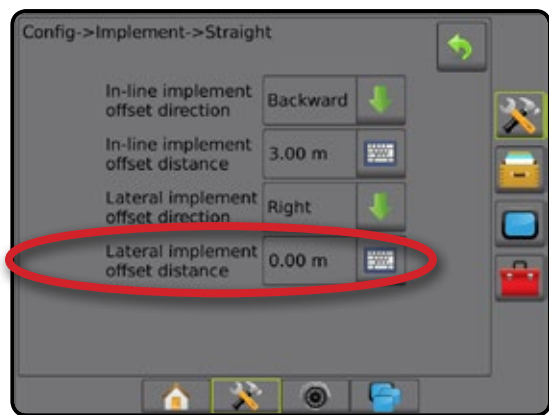 Config->Implement->Straight
In-line implement
offset direction
Backward
In-line implement
offset distance
3.00 m
Lateral implement
offset direction
Right
Lateral implement
offset distance
0.00 m